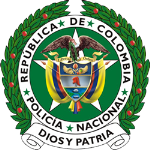 REPÚBLICA DE COLOMBIA
POLICÍA NACIONAL
DIOS Y PATRIA